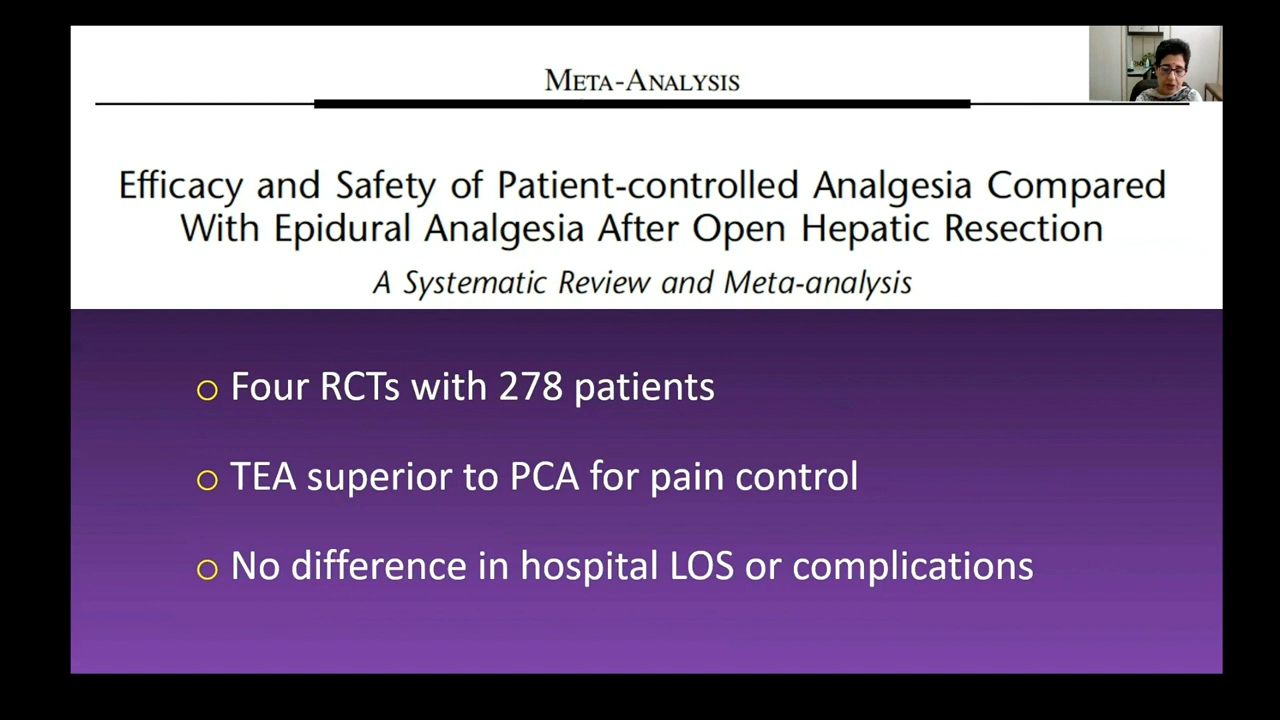 META-ANALYSIS
Efficacy and Safety of Patient-controlled Analgesia Compared
With Epidural Analgesia After Open Hepatic Resection
A Systematic Review and Meta-analysis
Four RCTs with 278 patients
TEA superior to PCA for pain control
No difference in hospital LOS or complications